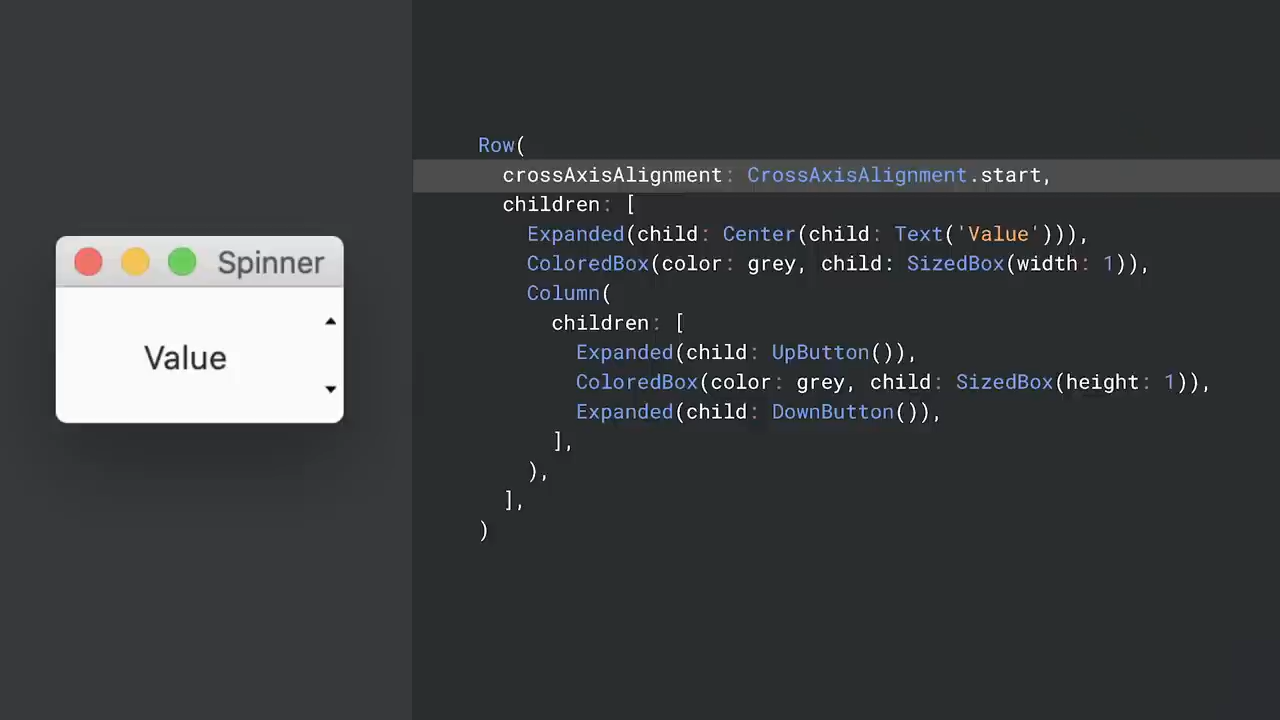 Spinner
Value
Row(
crossAxisAlignment: CrossAxisAlignment.start,
children: [
Expanded(child: Center(child: Text('Value'))),
ColoredBox(color: grey, child: SizedBox(width: 1)),
Column(
children: [
Expanded(child: UpButton()),
ColoredBox(color: grey, child: SizedBox(height: 1)),
Expanded(child: DownButton()),
],
),
],
)